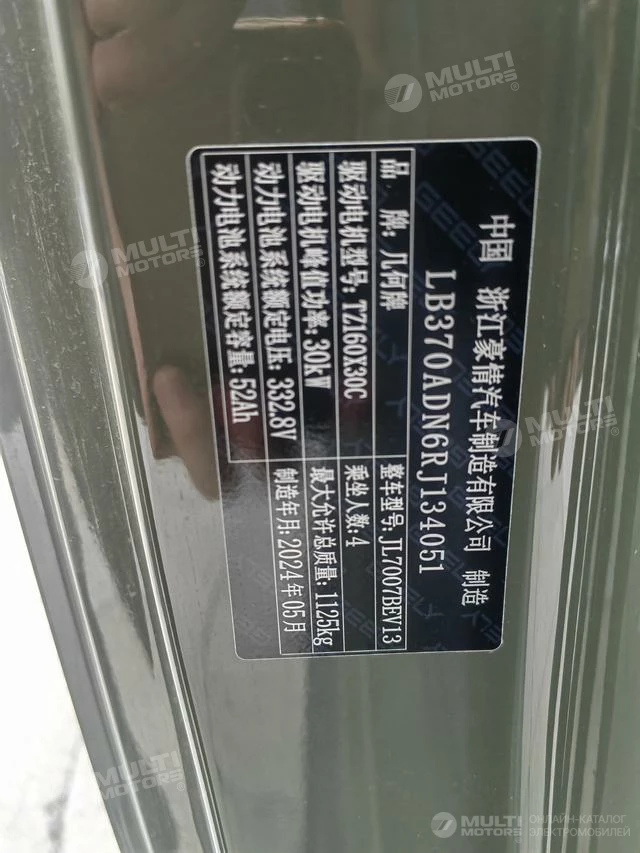 中国 浙江豪情汽车制造有限公司 制造
LB370ADN6RJ134051
品 牌: 几何牌 整车型号: JL7007BEV13
驱动电机型号: TZ160X30C 乘坐人数: 4
驱动电机峰值功率: 30kW 最大允许总质量: 1125kg
动力电池系统额定电压: 332.8V 制造年月: 2024年05月
动力电池系统额定容量: 52Ah
GEELY
GEELY
GEELY
MULTI
MOTORS®
MULTI
MOTORS®
MULTI
MOTORS®
MULTI
MOTORS®
MULTI
MOTORS®
ОНЛАЙН-КАТАЛОГ
ЭЛЕКТРОМОБИЛЕЙ